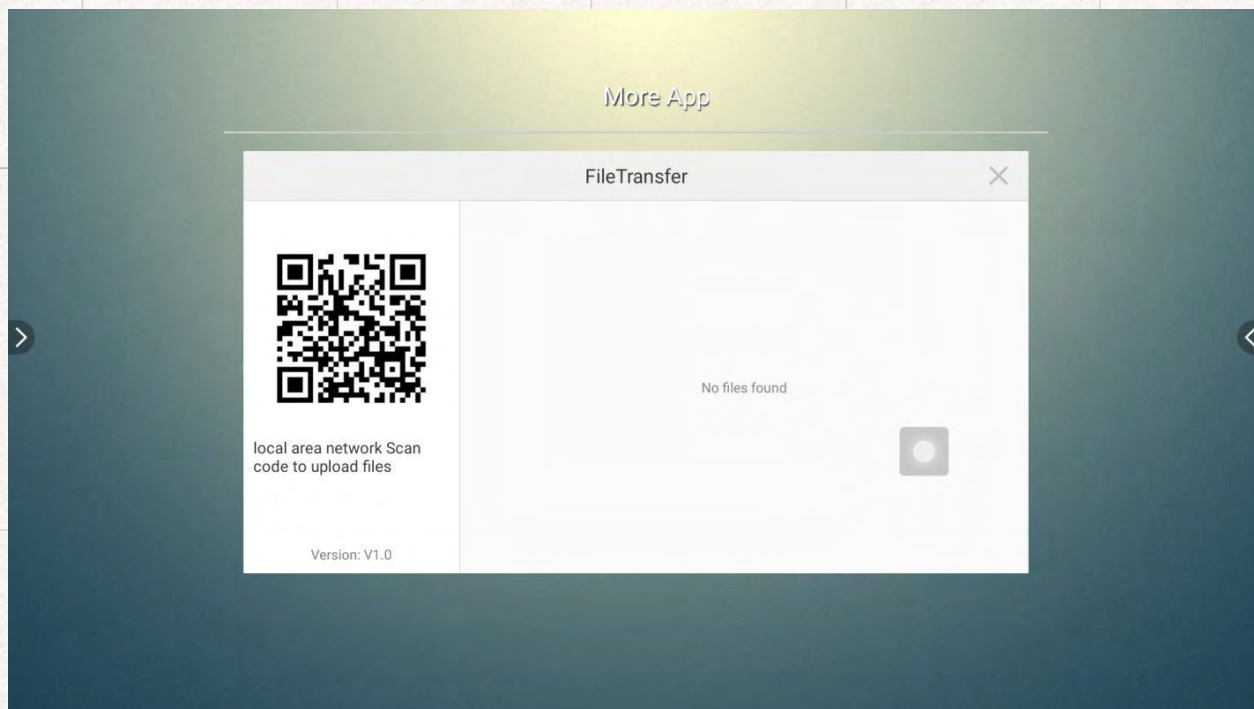 More App
FileTransfer
local area network Scan
code to upload files
Version: V1.0
No files found